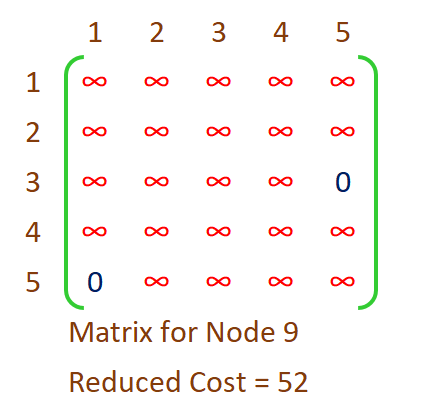 1 2 3 4 5
1 ∞ ∞ ∞ ∞ ∞
2 ∞ ∞ ∞ ∞ ∞
3 ∞ ∞ ∞ ∞ 0
4 ∞ ∞ ∞ ∞ ∞
5 0 ∞ ∞ ∞ ∞
Matrix for Node 9
Reduced Cost = 52